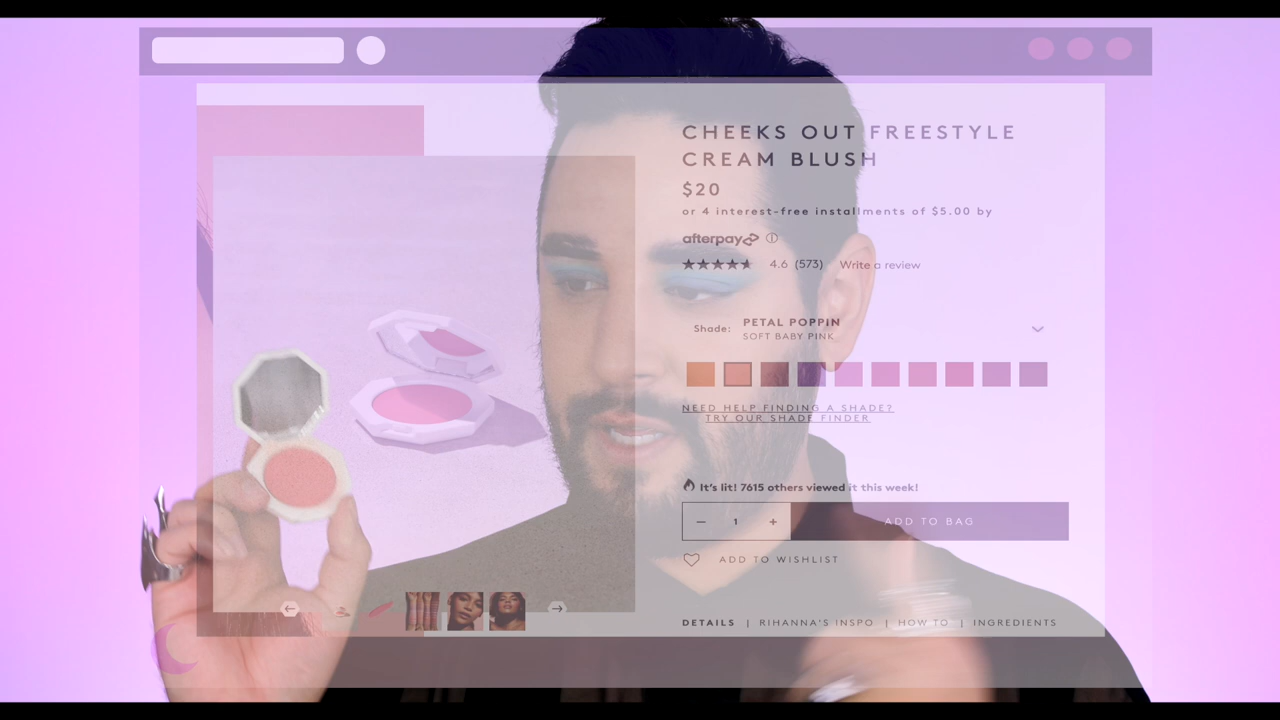 CHEEKS OUT FREESTYLE
CREAM BLUSH
$20
or 4 interest-free installments of $5.00 by
afterpay
★★★★★ 4.6 (573) Write a review
Shade: PETAL POPPIN
SOFT BABY PINK
NEED HELP FINDING A SHADE?
TRY OUR SHADE FINDER
It's lit! 7615 others viewed it this week!
− 1 + ADD TO BAG
ADD TO WISHLIST
DETAILS | RIHANNA'S INSPO | HOW TO | INGREDIENTS